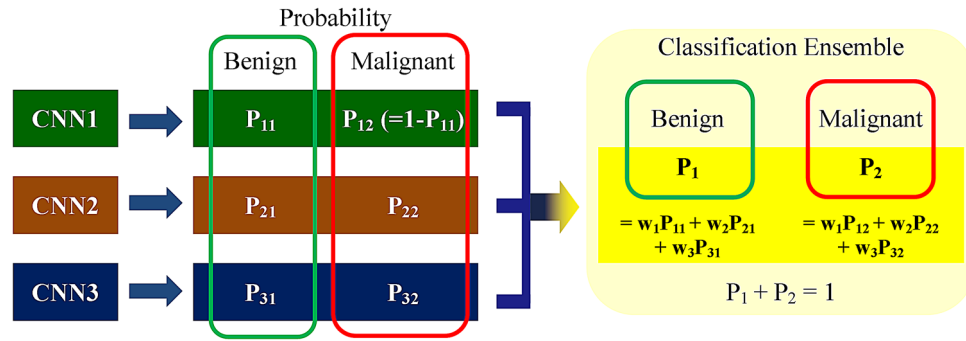 Probability
Benign Malignant
CNN1 P₁₁ P₁₂ (=1-P₁₁)
CNN2 P₂₁ P₂₂
CNN3 P₃₁ P₃₂
Classification Ensemble
Benign Malignant
P₁ P₂
= w₁P₁₁ + w₂P₂₁ = w₁P₁₂ + w₂P₂₂
+ w₃P₃₁ + w₃P₃₂
P₁ + P₂ = 1